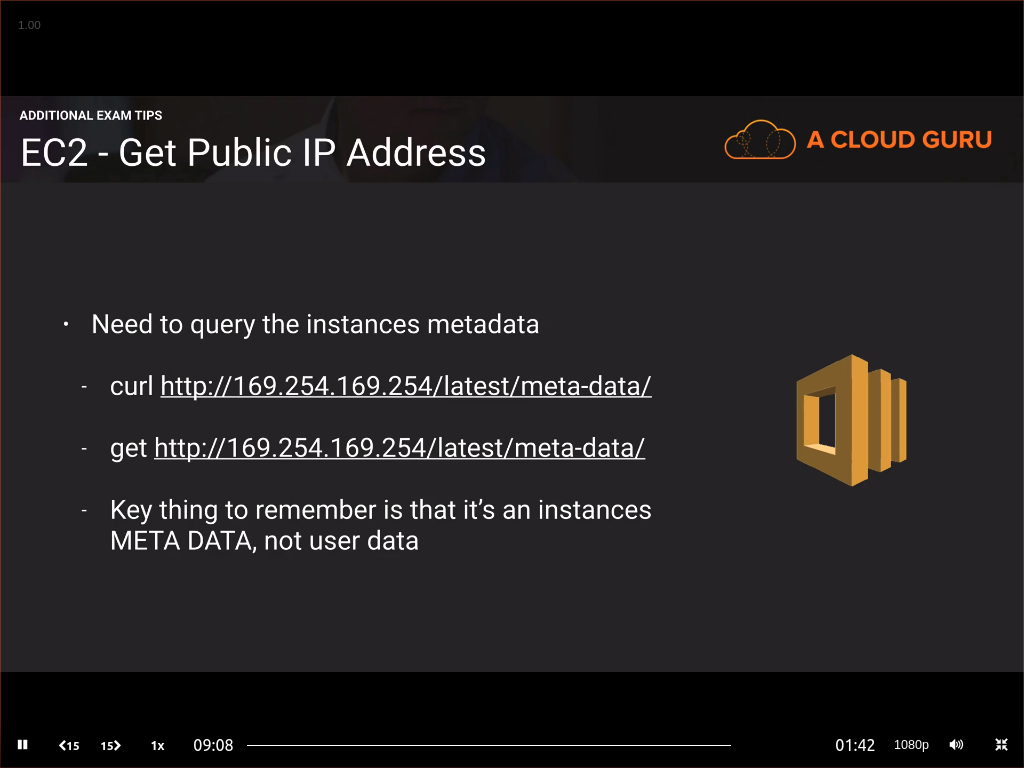 1.00
ADDITIONAL EXAM TIPS
EC2 - Get Public IP Address
A CLOUD GURU
• Need to query the instances metadata
- curl http://169.254.169.254/latest/meta-data/
- get http://169.254.169.254/latest/meta-data/
- Key thing to remember is that it’s an instances
META DATA, not user data
15 15 1x 09:08 01:42 1080p